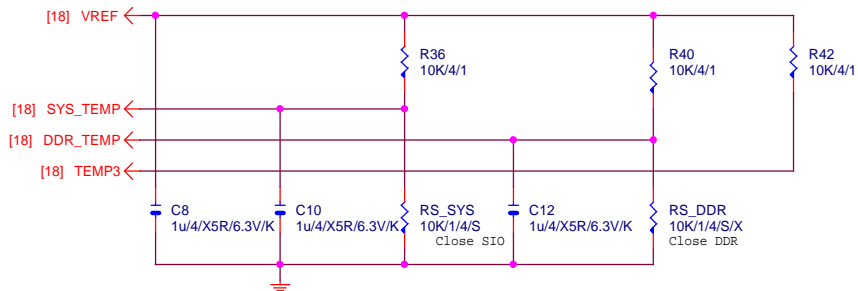 [18] VREF
R36
10K/4/1
R40
10K/4/1
R42
10K/4/1
[18] SYS_TEMP
[18] DDR_TEMP
[18] TEMP3
C8
1u/4/X5R/6.3V/K
C10
1u/4/X5R/6.3V/K
RS_SYS
10K/1/4/S
Close SIO
C12
1u/4/X5R/6.3V/K
RS_DDR
10K/1/4/S/X
Close DDR